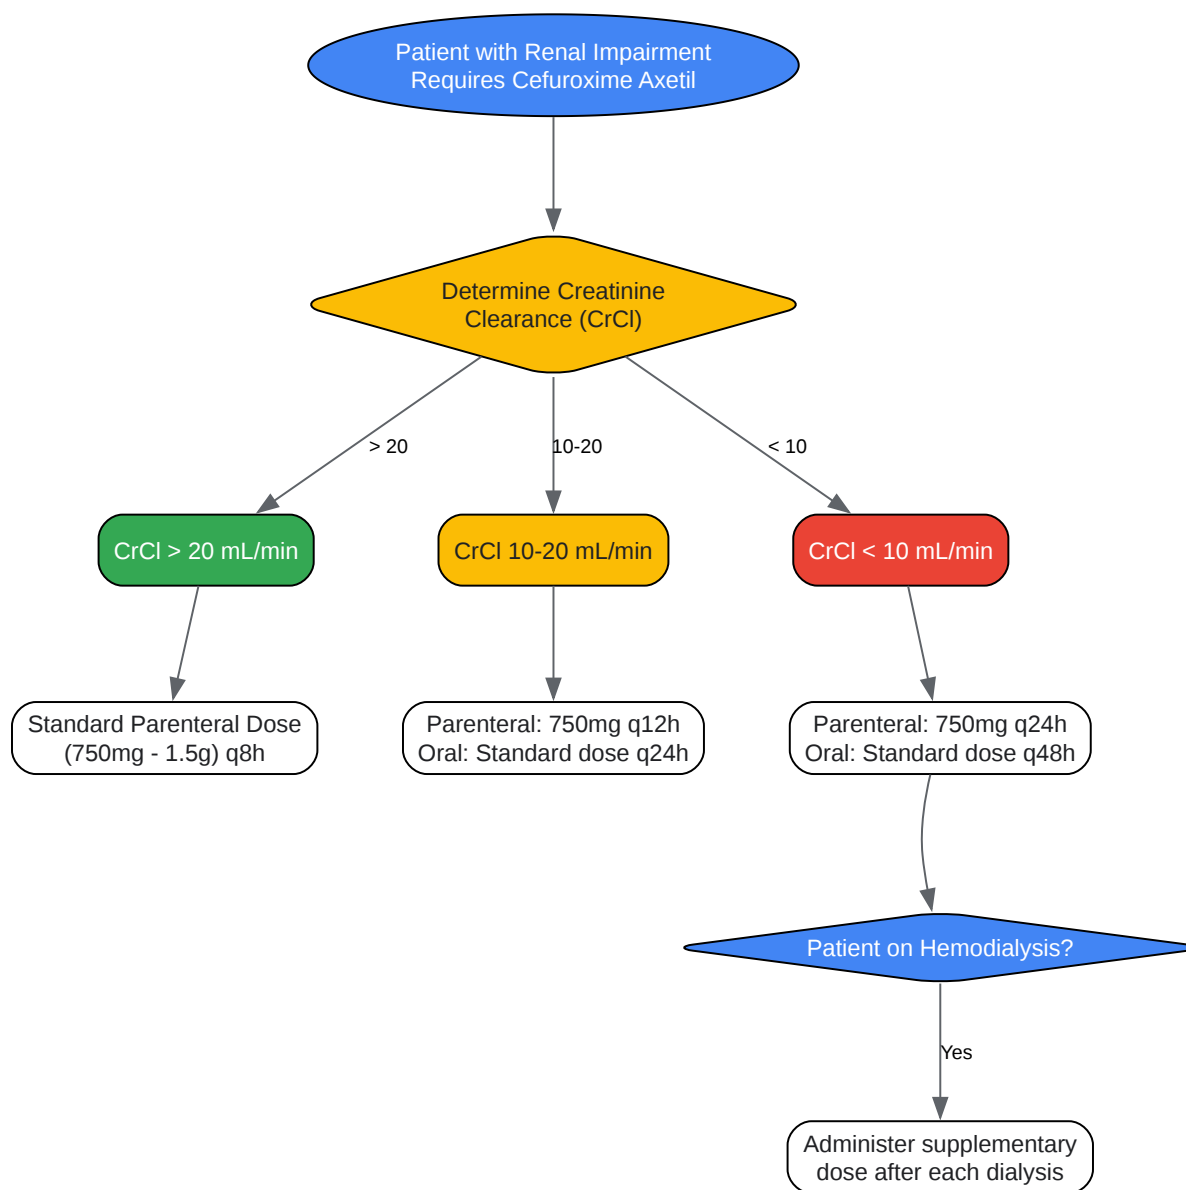 Patient with Renal Impairment
Requires Cefuroxime Axetil
Determine Creatinine
Clearance (CrCl)
> 20
10-20
< 10
CrCl > 20 mL/min
CrCl 10-20 mL/min
CrCl < 10 mL/min
Standard Parenteral Dose
(750mg - 1.5g) q8h
Parenteral: 750mg q12h
Oral: Standard dose q24h
Parenteral: 750mg q24h
Oral: Standard dose q48h
Patient on Hemodialysis?
Yes
Administer supplementary
dose after each dialysis